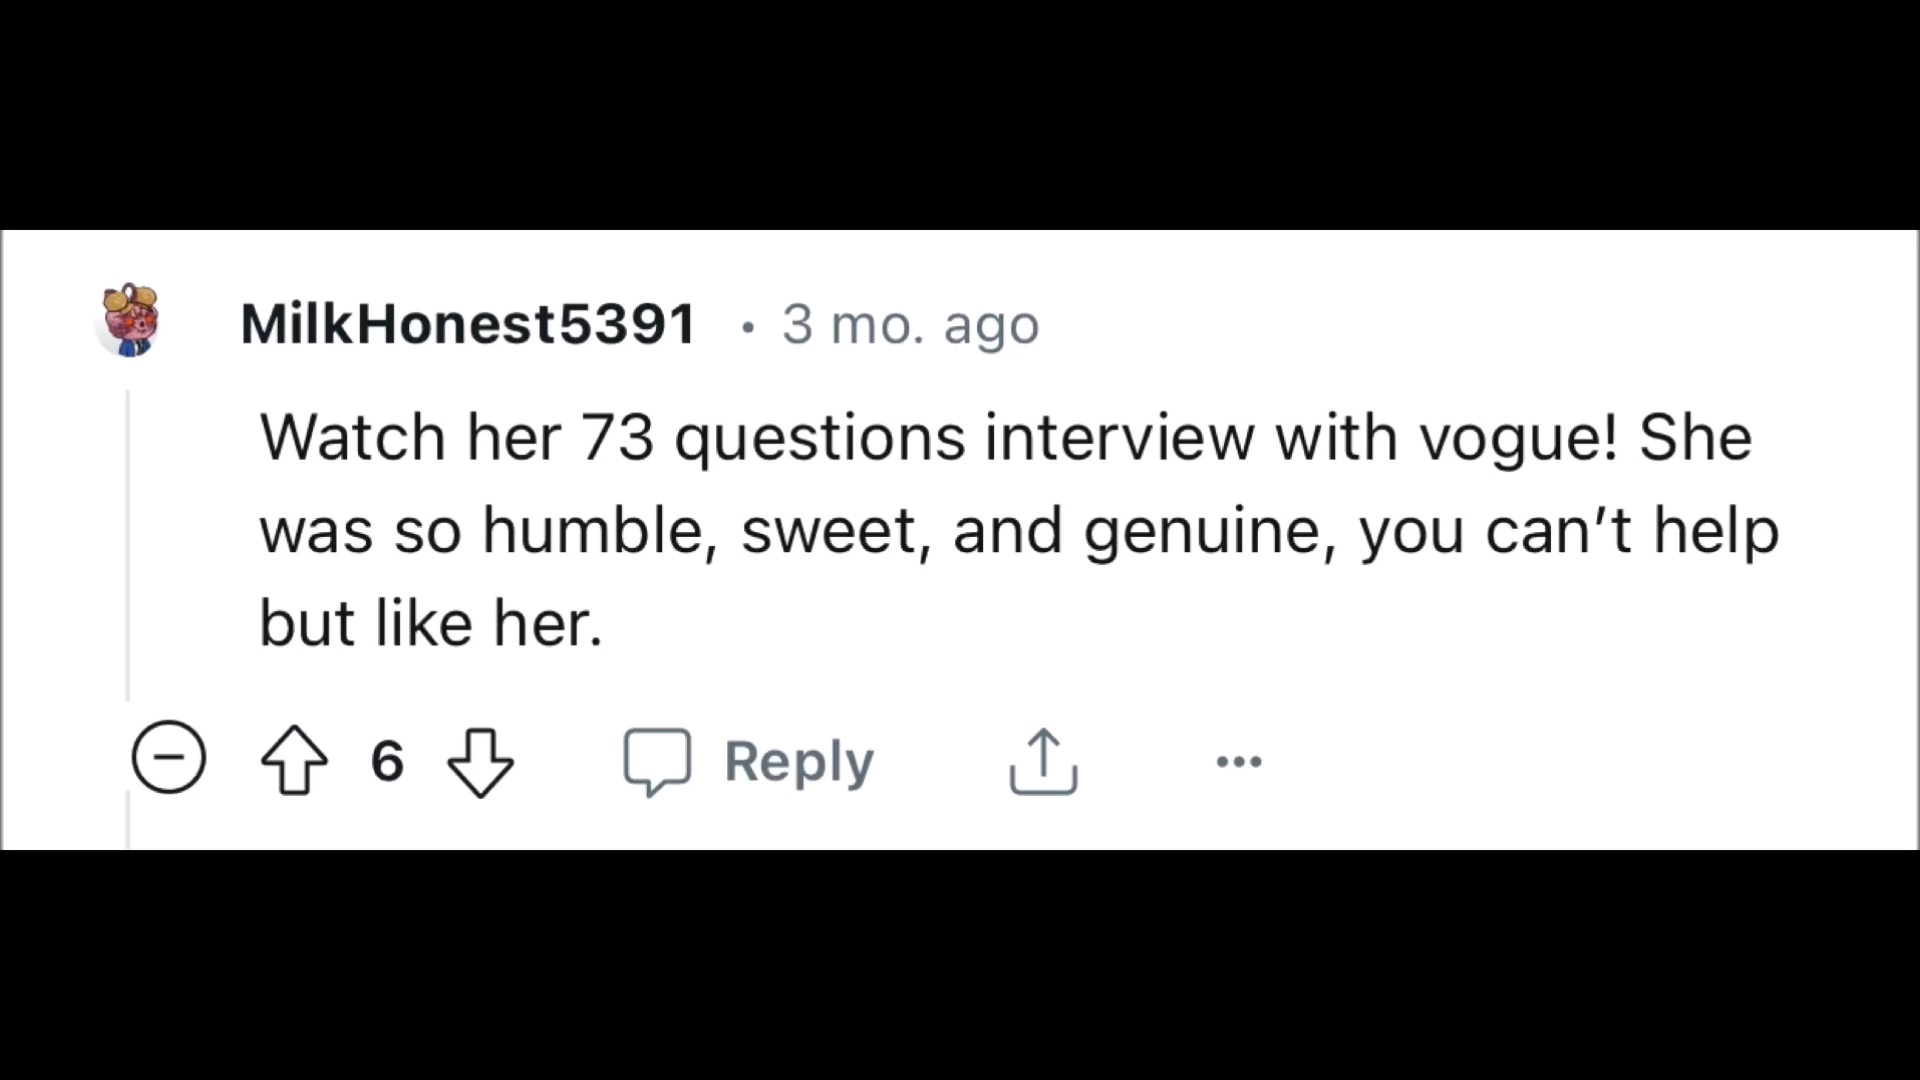 MilkHonest5391 • 3 mo. ago
Watch her 73 questions interview with vogue! She
was so humble, sweet, and genuine, you can’t help
but like her.
6 Reply ...